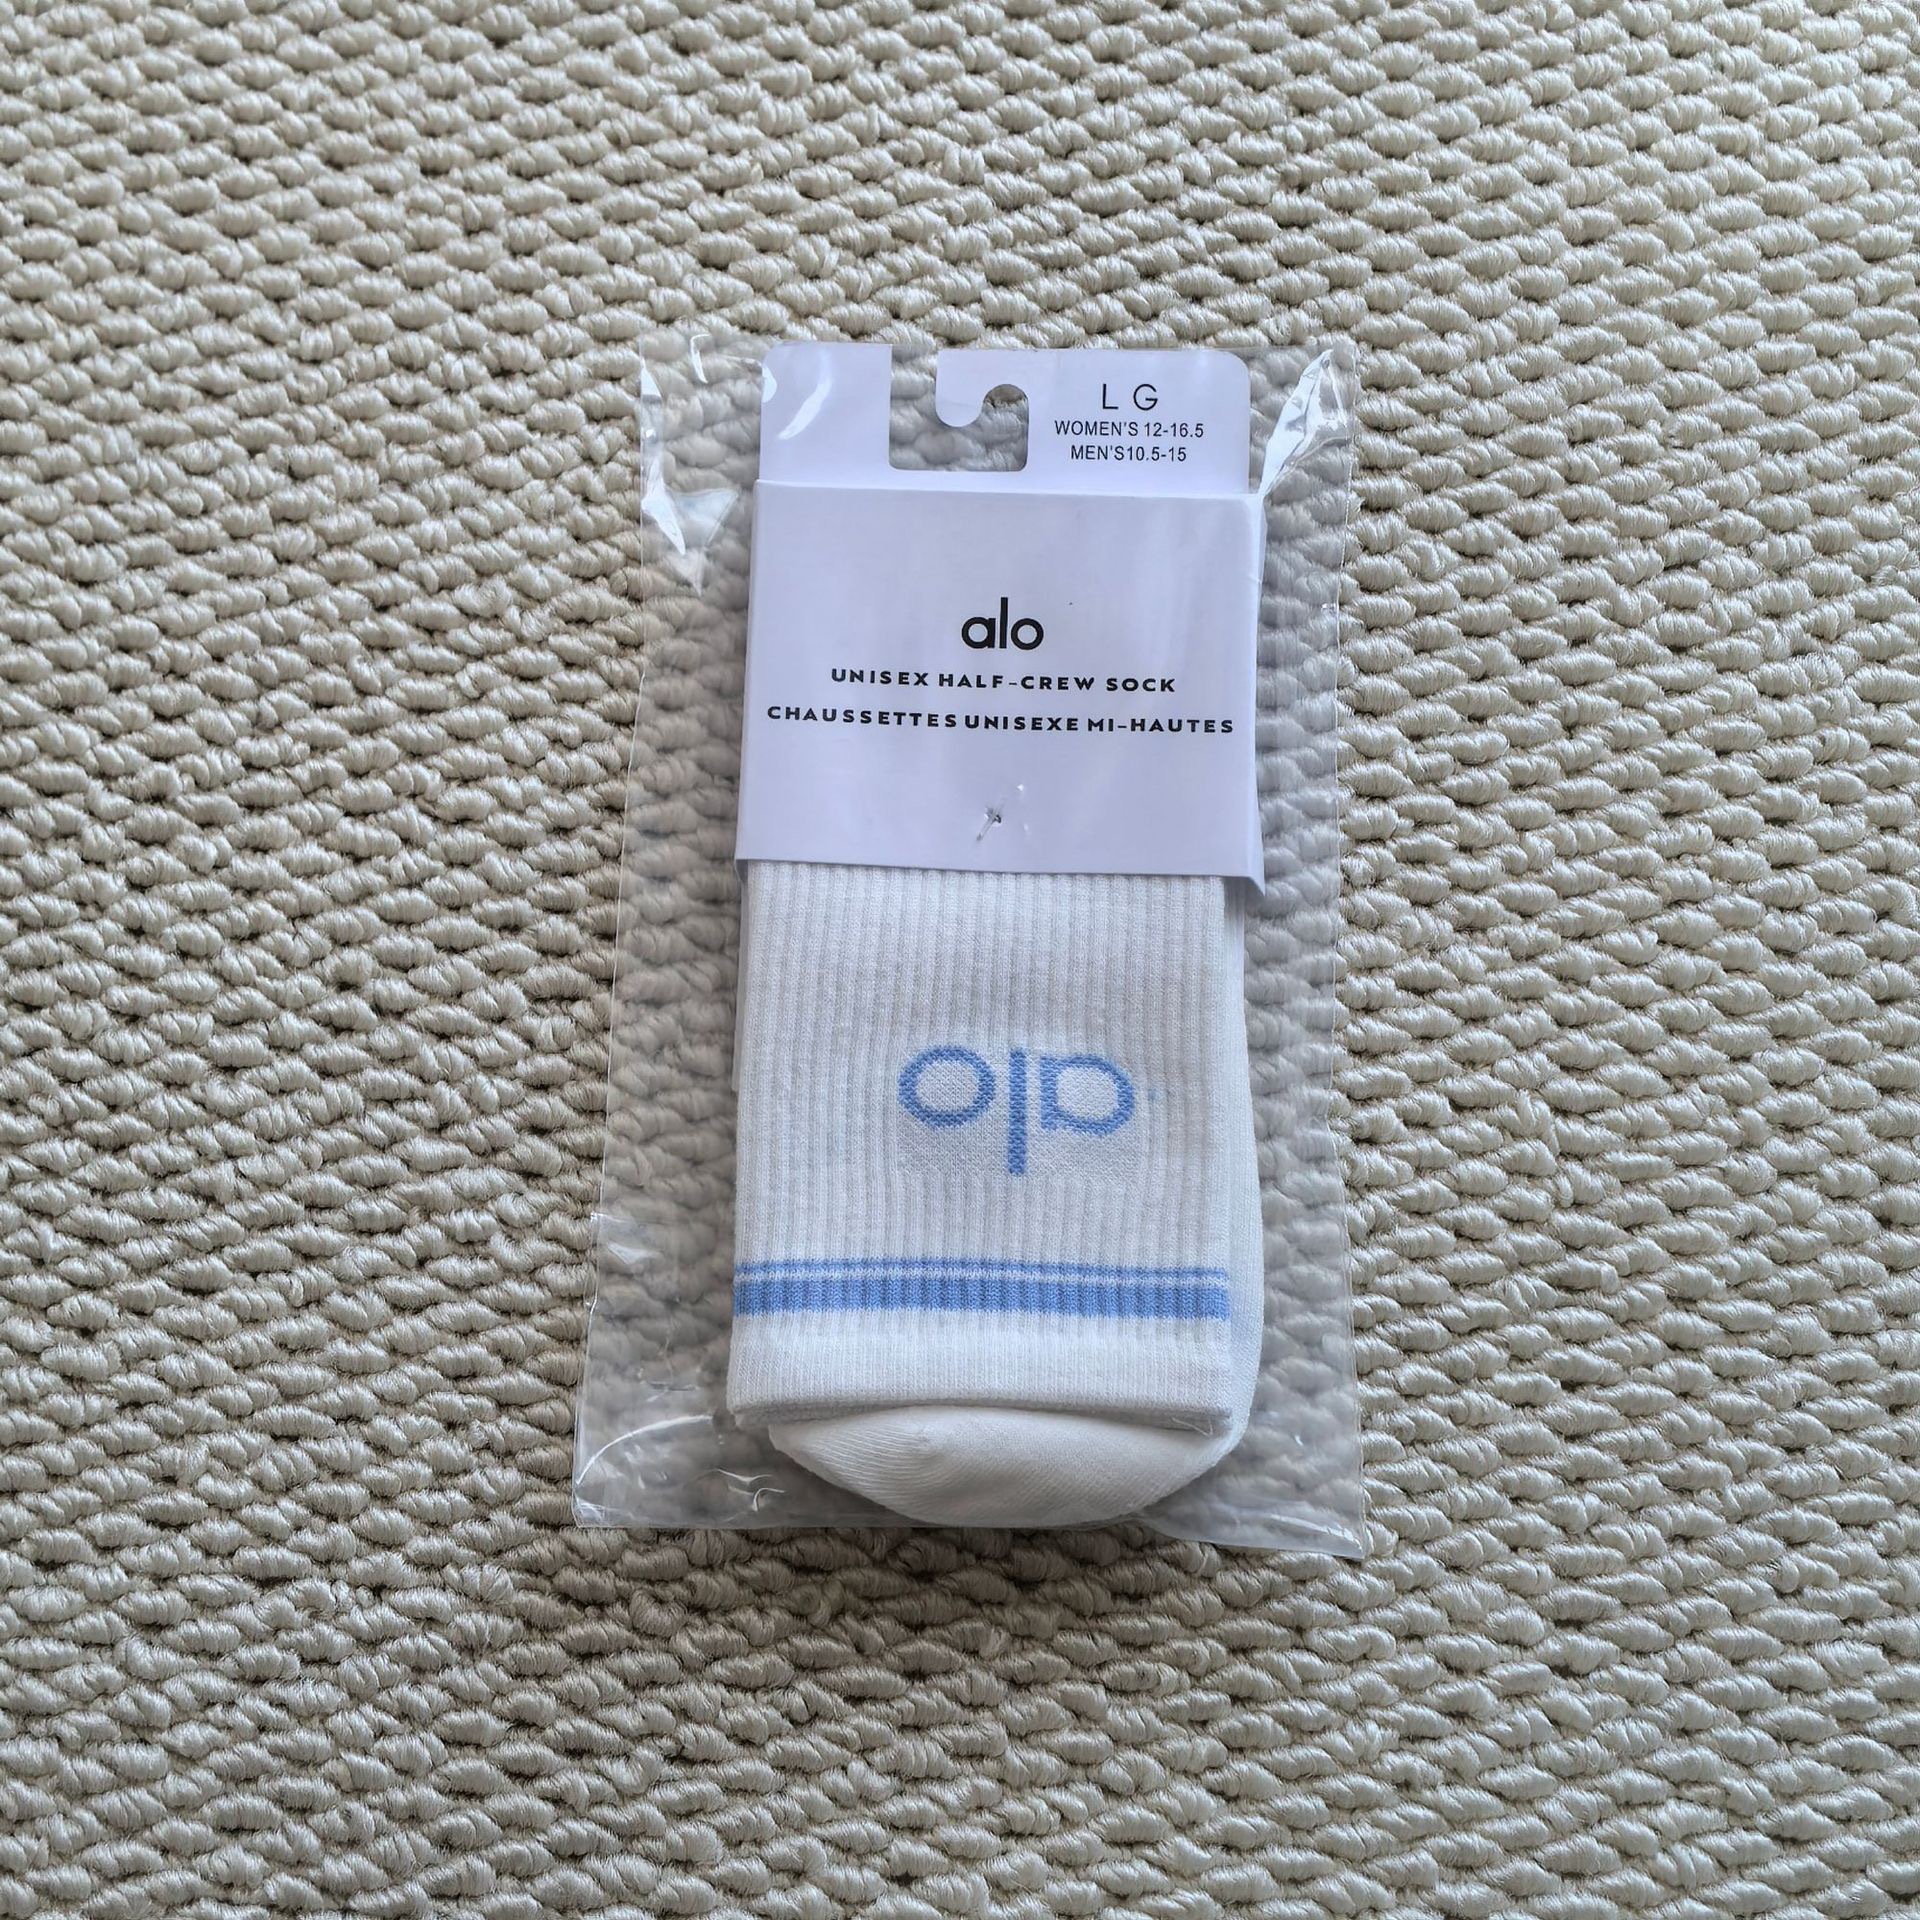 L G
WOMEN'S 12-16.5
MEN'S10.5-15
alo
UNISEX HALF-CREW SOCK
CHAUSSETTES UNISEXE MI-HAUTES
alo